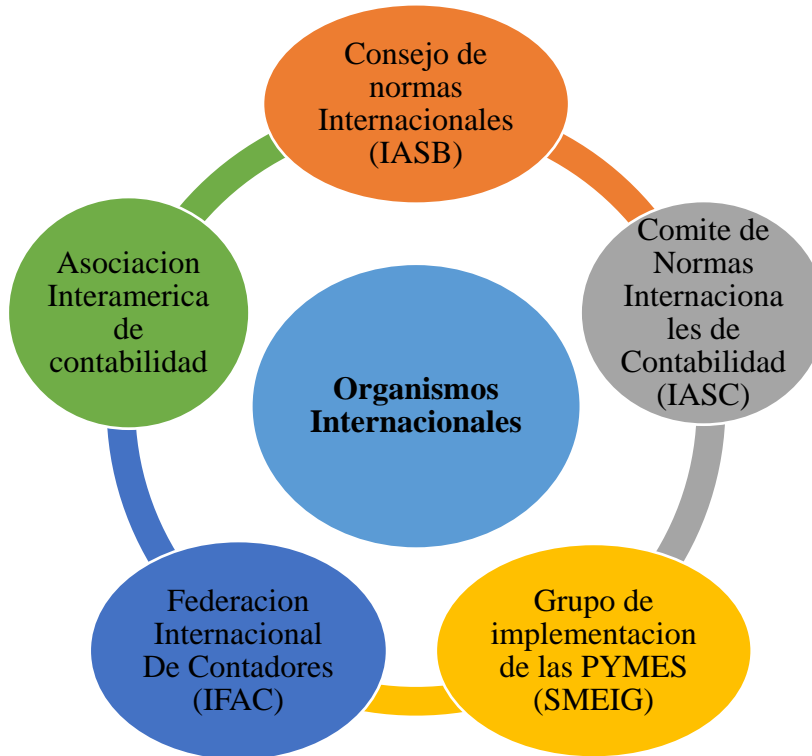 Consejo de
normas
Internacionales
(IASB)
Comite de
Normas
Internaciona
les de
Contabilidad
(IASC)
Grupo de
implementacion
de las PYMES
(SMEIG)
Federacion
Internacional
De Contadores
(IFAC)
Asociacion
Interamerica
de
contabilidad
Organismos
Internacionales